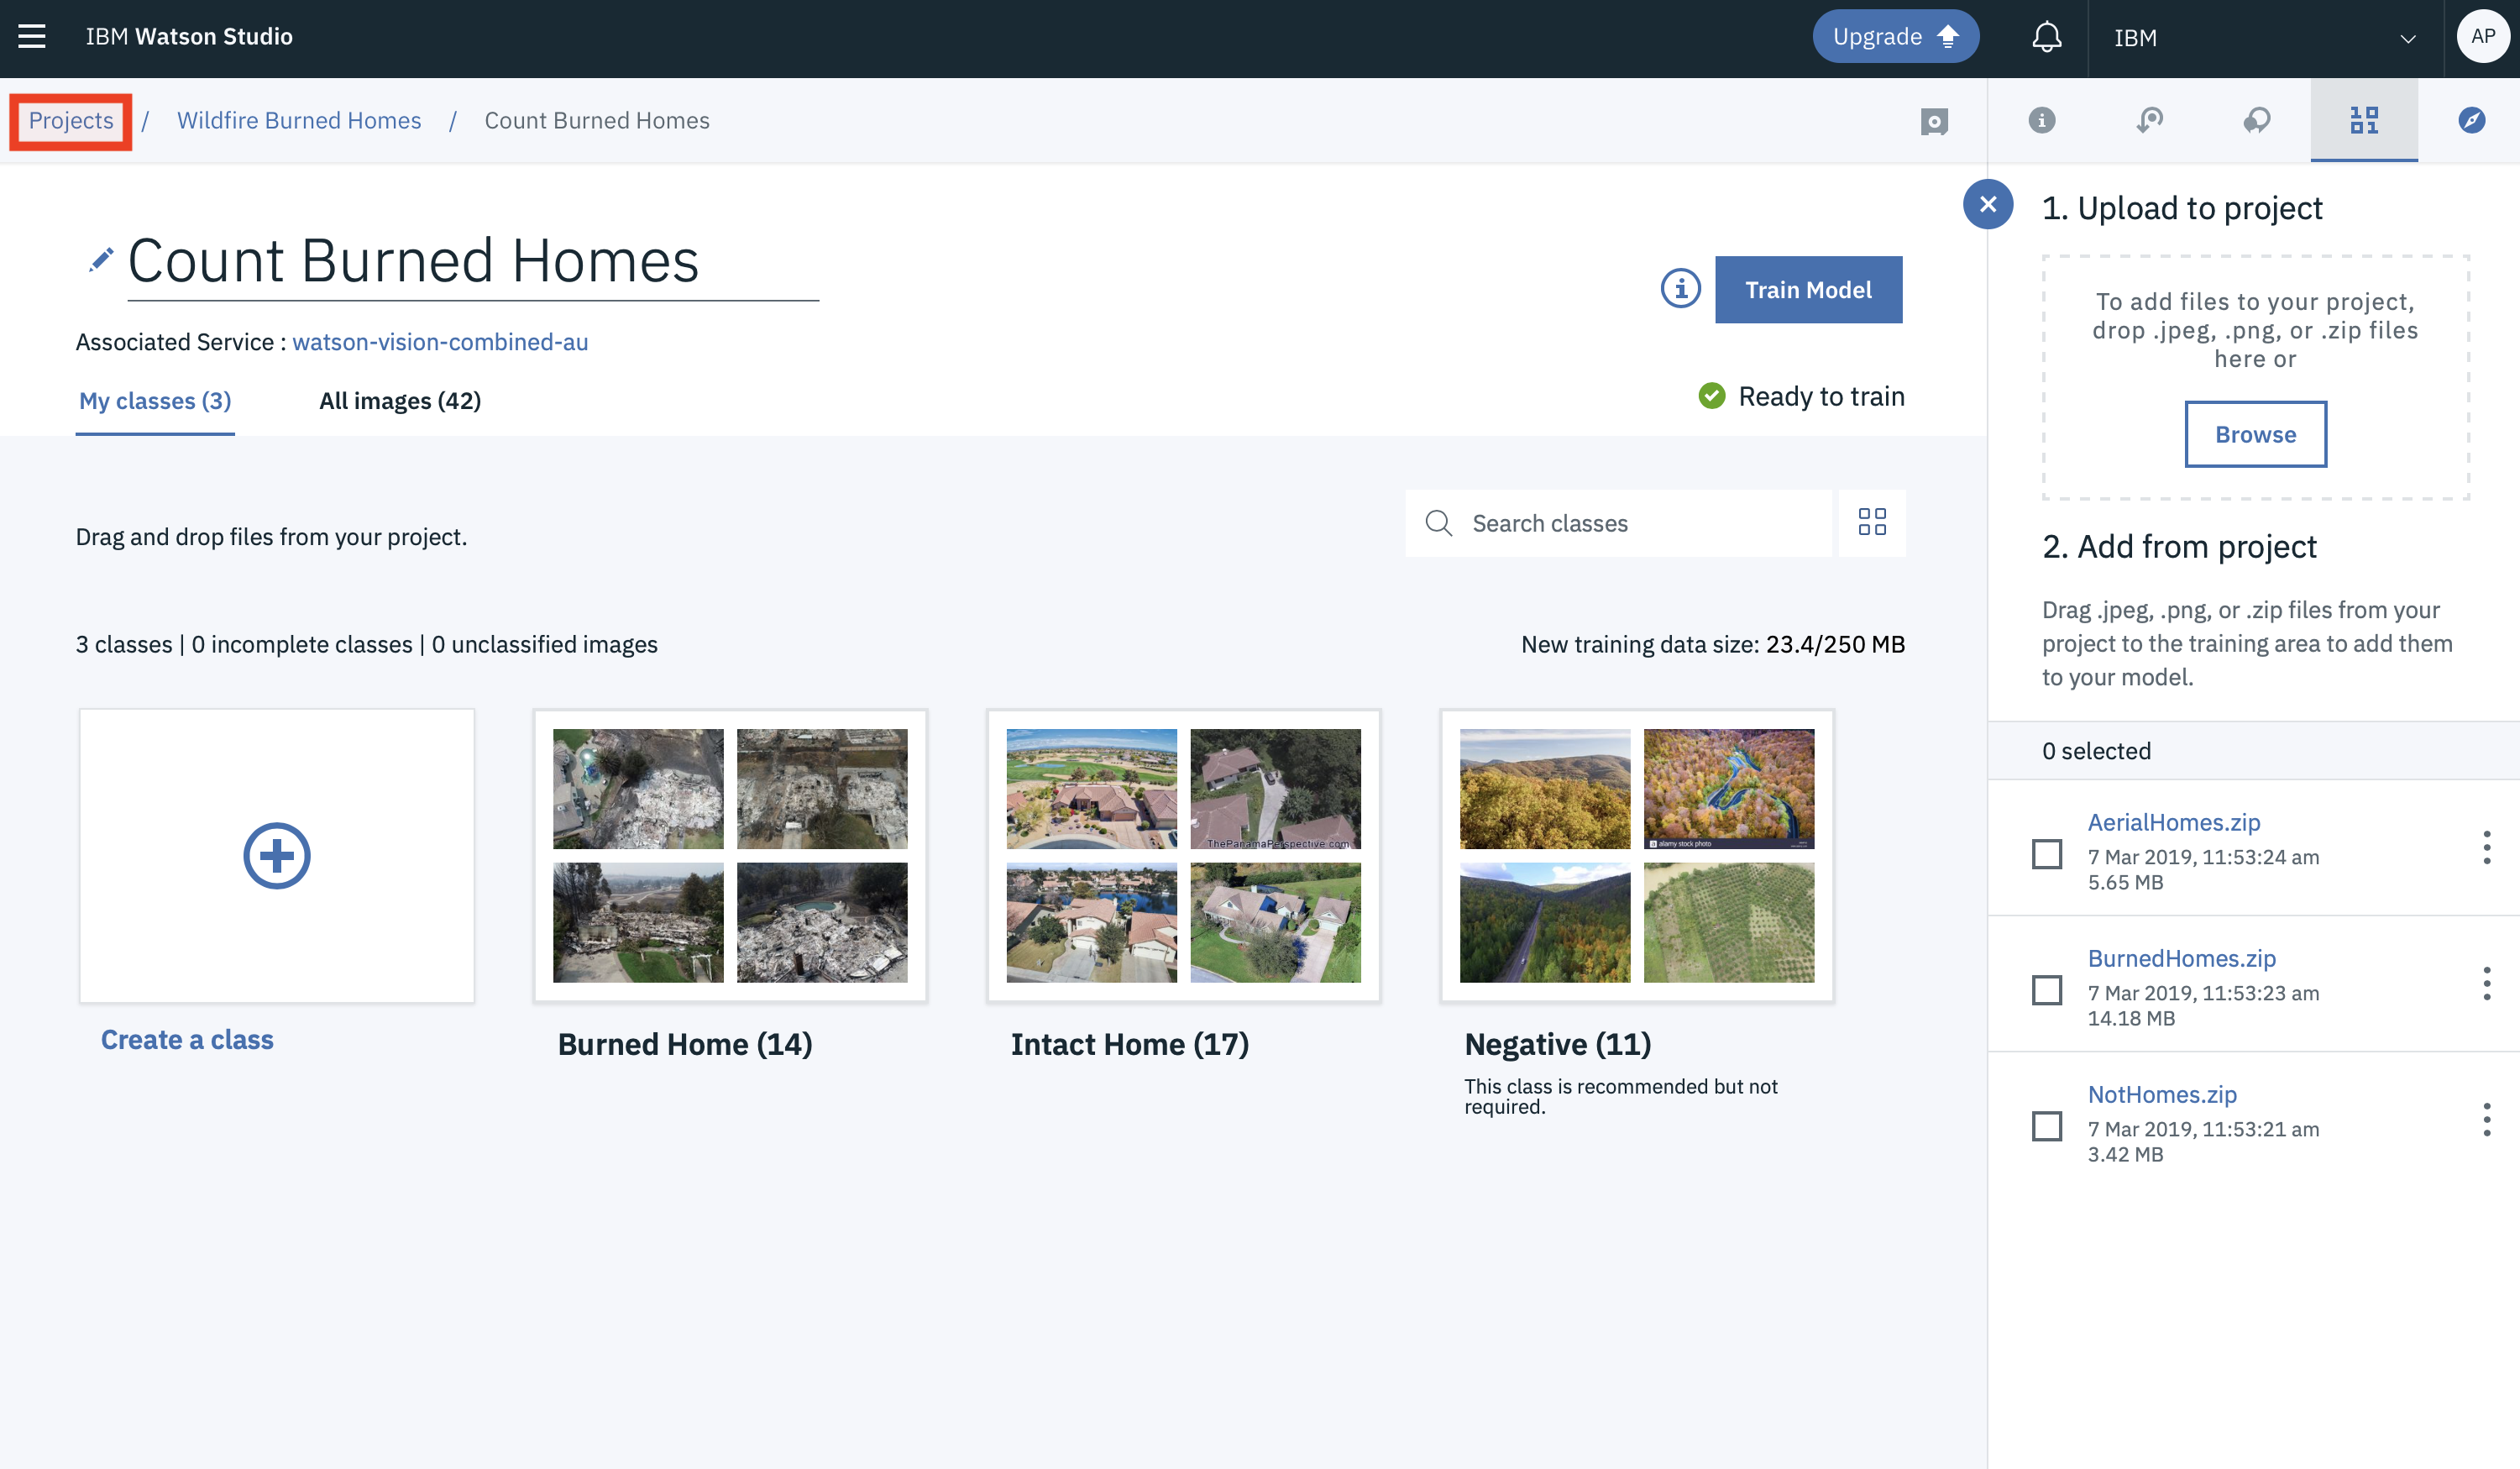 IBM Watson Studio
Upgrade
IBM
AP
Projects / Wildfire Burned Homes / Count Burned Homes
Count Burned Homes
Train Model
Associated Service : watson-vision-combined-au
My classes (3)
All images (42)
Ready to train
Drag and drop files from your project.
Search classes
3 classes | 0 incomplete classes | 0 unclassified images
New training data size: 23.4/250 MB
ThePanamaPerspective.com
a alamy stock photo
Create a class
Burned Home (14)
Intact Home (17)
Negative (11)
This class is recommended but not
required.
1. Upload to project
To add files to your project,
drop .jpeg, .png, or .zip files
here or
Browse
2. Add from project
Drag .jpeg, .png, or .zip files from your
project to the training area to add them
to your model.
0 selected
AerialHomes.zip
7 Mar 2019, 11:53:24 am
5.65 MB
BurnedHomes.zip
7 Mar 2019, 11:53:23 am
14.18 MB
NotHomes.zip
7 Mar 2019, 11:53:21 am
3.42 MB